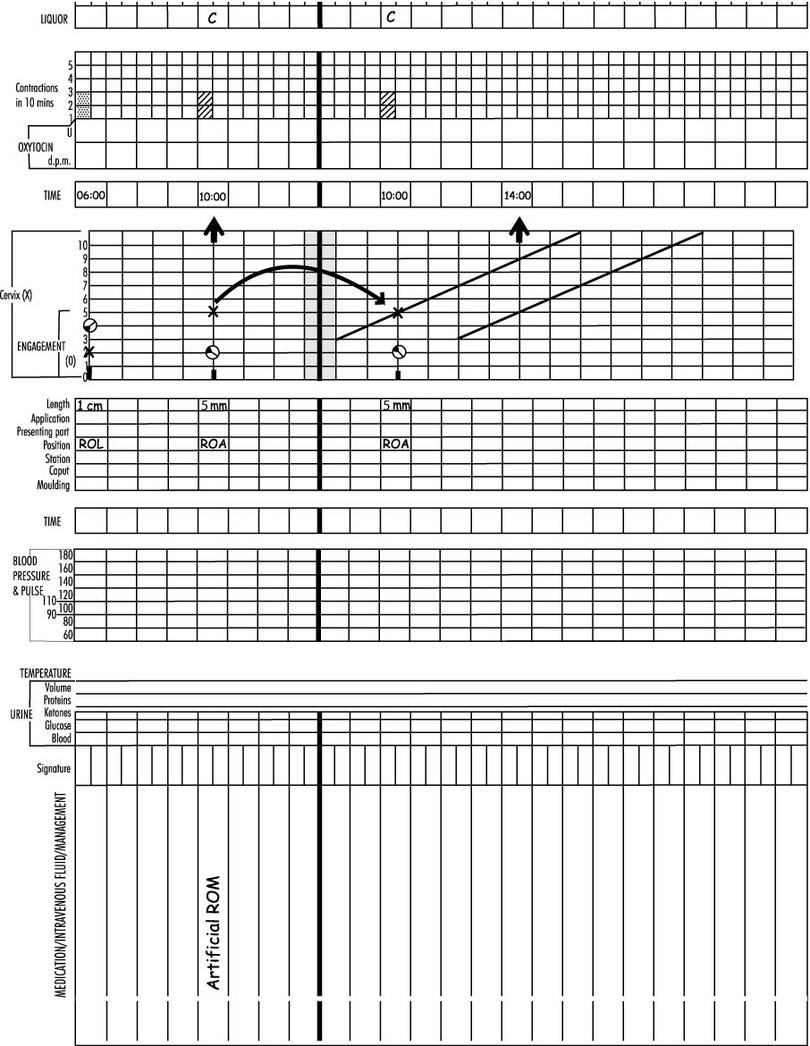 LIQUOR C C
Contractions
in 10 mins
5
4
3
2
1
OXYTOCIN
U
d.p.m.
TIME 06:00 10:00 10:00 14:00
Cervix (X)
10
9
8
7
6
5
3
2
0
ENGAGEMENT
(0)
X X X
Length 1 cm 5 mm 5 mm
Application
Presenting part
Position ROL ROA ROA
Station
Caput
Moulding
TIME
BLOOD
PRESSURE
& PULSE
180
160
140
120
110
100
90
80
60
TEMPERATURE
URINE
Volume
Proteins
Ketones
Glucose
Blood
Signature
MEDICATION/INTRAVENOUS FLUID/MANAGEMENT
Artificial ROM